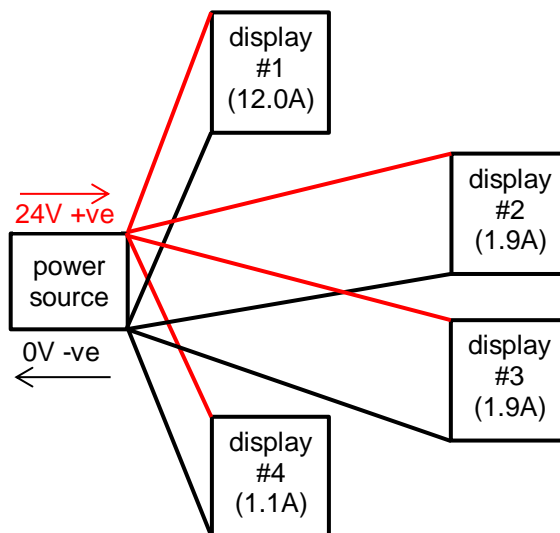 display
#1
(12.0A)
24V +ve
power
source
0V -ve
display
#2
(1.9A)
display
#3
(1.9A)
display
#4
(1.1A)